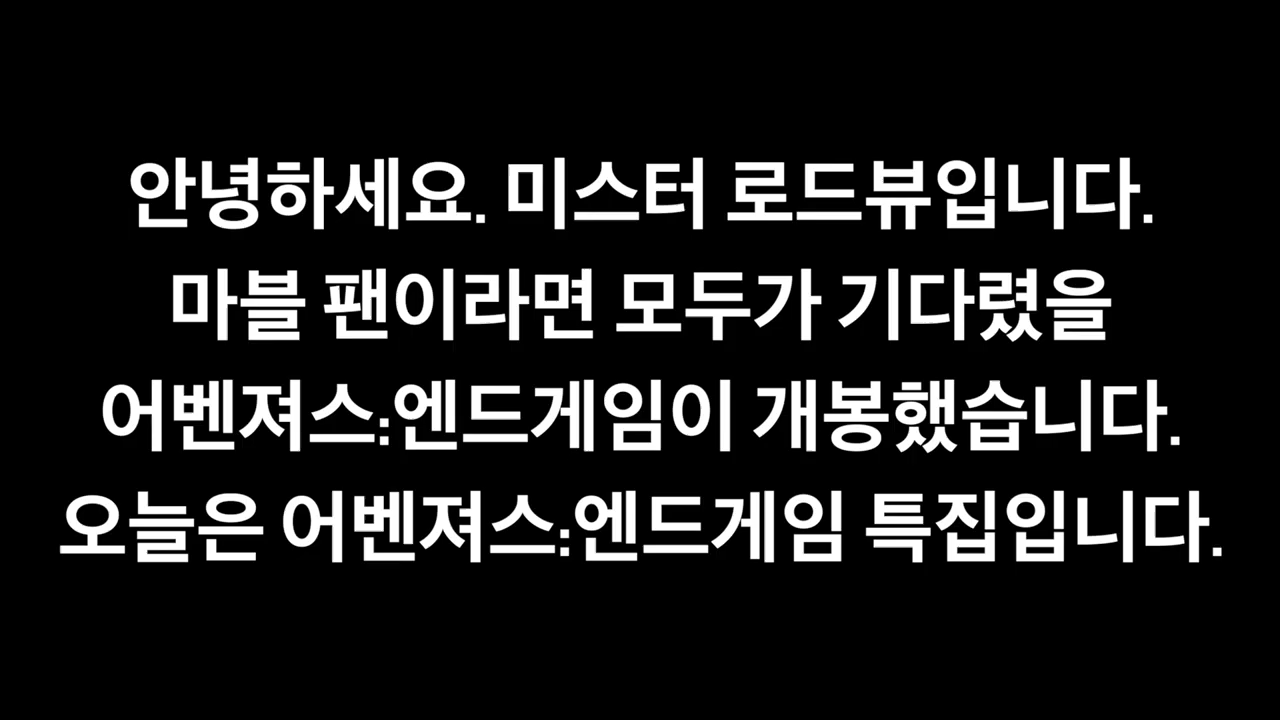 안녕하세요. 미스터 로드뷰입니다.
마블 팬이라면 모두가 기다렸을
어벤져스:엔드게임이 개봉했습니다.
오늘은 어벤져스:엔드게임 특집입니다.